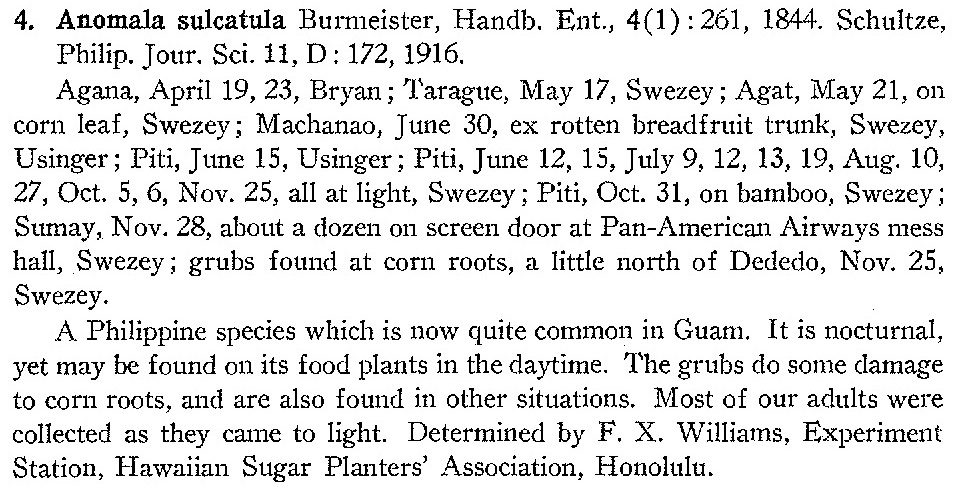 4. Anomala sulcatula Burmeister, Handb. Ent., 4(1): 261, 1844. Schultze,
Philip. Jour. Sci. 11, D: 172, 1916.
Agana, April 19, 23, Bryan; Tarague, May 17, Swezey; Agat, May 21, on
corn leaf, Swezey; Machanao, June 30, ex rotten breadfruit trunk, Swezey,
Usinger; Piti, June 15, Usinger; Piti, June 12, 15, July 9, 12, 13, 19, Aug. 10,
27, Oct. 5, 6, Nov. 25, all at light, Swezey; Piti, Oct. 31, on bamboo, Swezey;
Sumay, Nov. 28, about a dozen on screen door at Pan-American Airways mess
hall, Swezey; grubs found at corn roots, a little north of Dededo, Nov. 25,
Swezey.
A Philippine species which is now quite common in Guam. It is nocturnal,
yet may be found on its food plants in the daytime. The grubs do some damage
to corn roots, and are also found in other situations. Most of our adults were
collected as they came to light. Determined by F. X. Williams, Experiment
Station, Hawaiian Sugar Planters' Association, Honolulu.